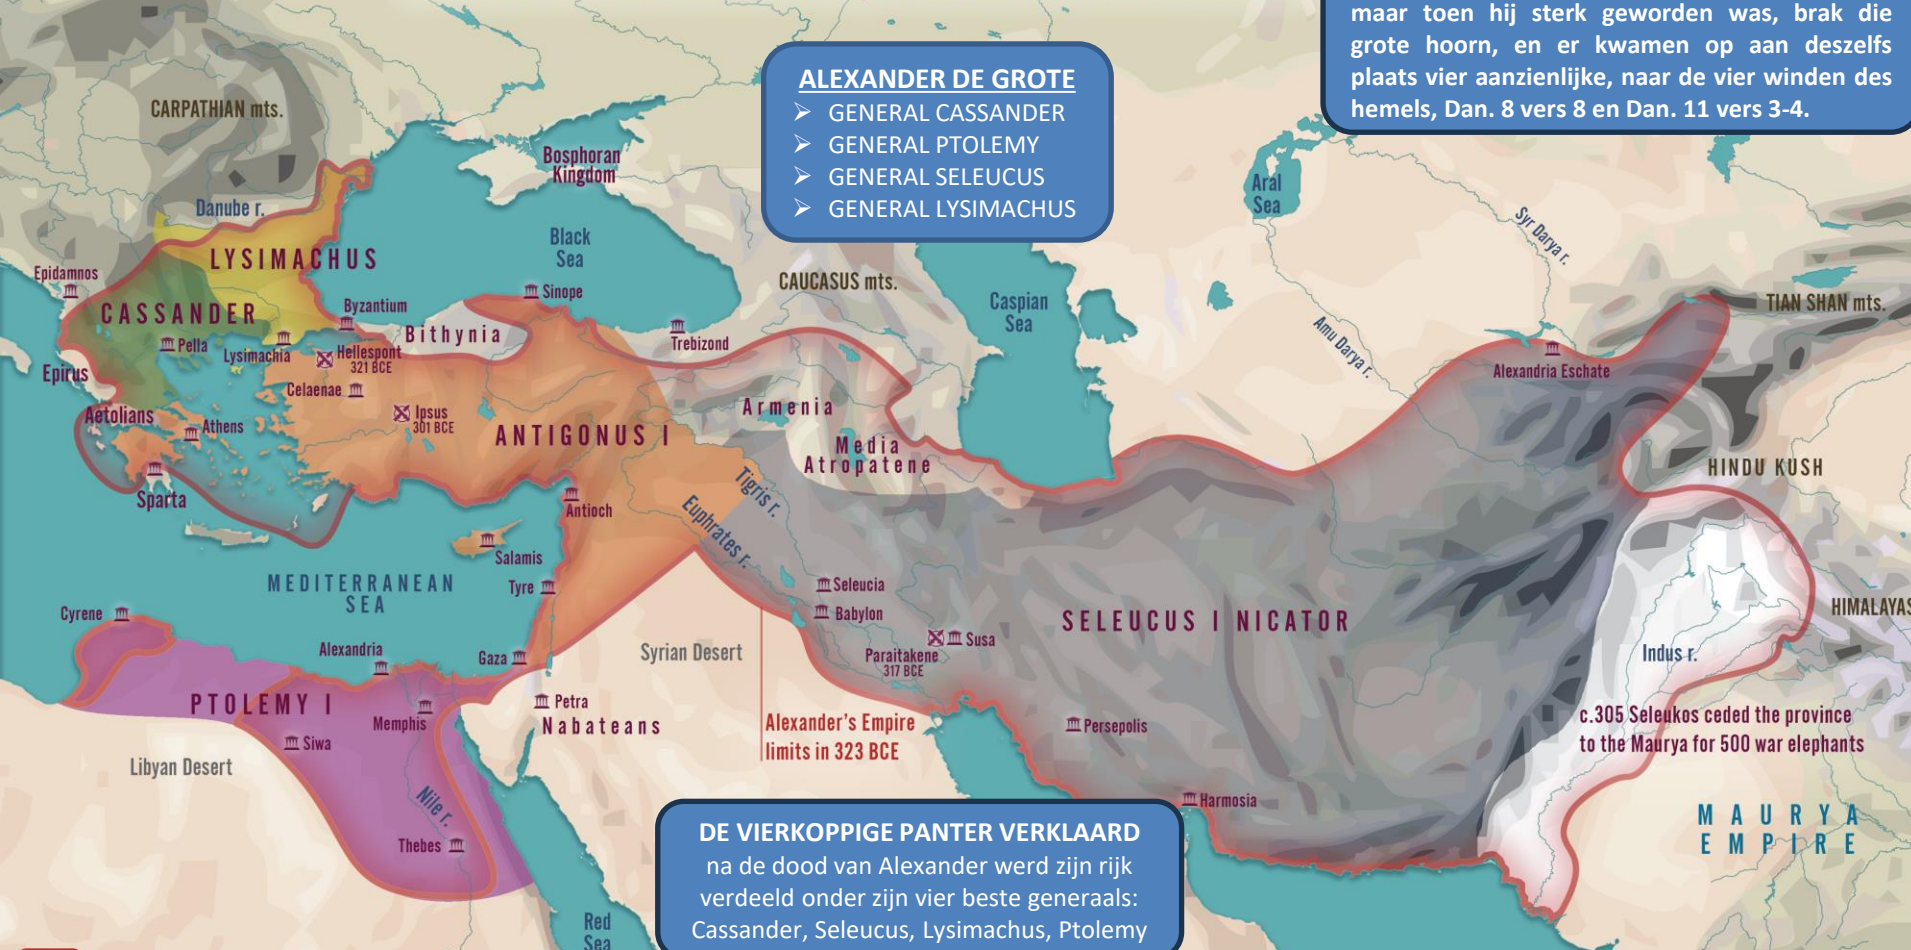 maar toen hij sterk geworden was, brak die
grote hoorn, en er kwamen op aan deszelfs
plaats vier aanzienlijke, naar de vier winden des
hemels, Dan. 8 vers 8 en Dan. 11 vers 3-4.
ALEXANDER DE GROTE
➢ GENERAL CASSANDER
➢ GENERAL PTOLEMY
➢ GENERAL SELEUCUS
➢ GENERAL LYSIMACHUS
CARPATHIAN mts.
Bosphoran
Kingdom
Aral
Sea
Syr Darya r.
Danube r.
LYSIMACHUS
Black
Sea
Epidamnos
CAUCASUS mts.
Sinope
Caspian
Sea
TIAN SHAN mts.
CASSANDER
Byzantium
Bithynia
Trebizond
Amu Darya r.
Pella
Lysimachia
Hellespont
321 BCE
Alexandria Eschate
Epirus
Celaenae
Aetolians
Athens
Ipsus
301 BCE
ANTIGONUS I
Armenia
Media
Atropatene
HINDU KUSH
Sparta
Antioch
Tigris r.
Euphrates r.
Salamis
MEDITERRANEAN
SEA
Tyre
Seleucia
Babylon
SELEUCUS I NICATOR
HIMALAYAS
Cyrene
Alexandria
Gaza
Syrian Desert
Susa
Paraitakene
317 BCE
Indus r.
PTOLEMY I
Memphis
Petra
Nabateans
Siwa
Alexander's Empire
limits in 323 BCE
Persepolis
c.305 Seleukos ceded the province
to the Maurya for 500 war elephants
Libyan Desert
Nile r.
Harmosia
MAURYA
EMPIRE
Thebes
DE VIERKOPPIGE PANTER VERKLAARD
na de dood van Alexander werd zijn rijk
verdeeld onder zijn vier beste generaals:
Cassander, Seleucus, Lysimachus, Ptolemy
Red
Sea